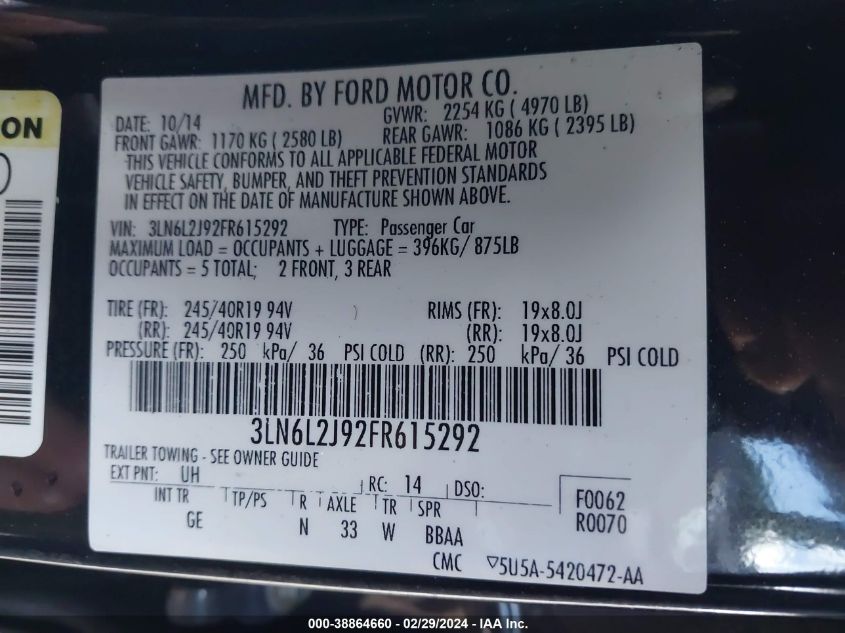 MFD. BY FORD MOTOR CO.
DATE: 10/14 GVWR: 2254 KG ( 4970 LB)
FRONT GAWR: 1170 KG ( 2580 LB) REAR GAWR: 1086 KG ( 2395 LB)
THIS VEHICLE CONFORMS TO ALL APPLICABLE FEDERAL MOTOR
VEHICLE SAFETY, BUMPER, AND THEFT PREVENTION STANDARDS
IN EFFECT ON THE DATE OF MANUFACTURE SHOWN ABOVE.
VIN: 3LN6L2J92FR615292 TYPE: Passenger Car
MAXIMUM LOAD = OCCUPANTS + LUGGAGE = 396KG/ 875LB
OCCUPANTS = 5 TOTAL; 2 FRONT, 3 REAR
TIRE (FR): 245/40R19 94V RIMS (FR): 19x8.0J
(RR): 245/40R19 94V (RR): 19x8.0J
PRESSURE (FR): 250 kPa/ 36 PSI COLD (RR): 250 kPa/ 36 PSI COLD
3LN6L2J92FR615292
TRAILER TOWING - SEE OWNER GUIDE
EXT PNT: UH RC: 14 DSO:
INT TR TP/PS R AXLE TR SPR F0062
GE N 33 W BBAA R0070
CMC ▽5U5A-5420472-AA
ON
000-38864660 - 02/29/2024 - IAA Inc.